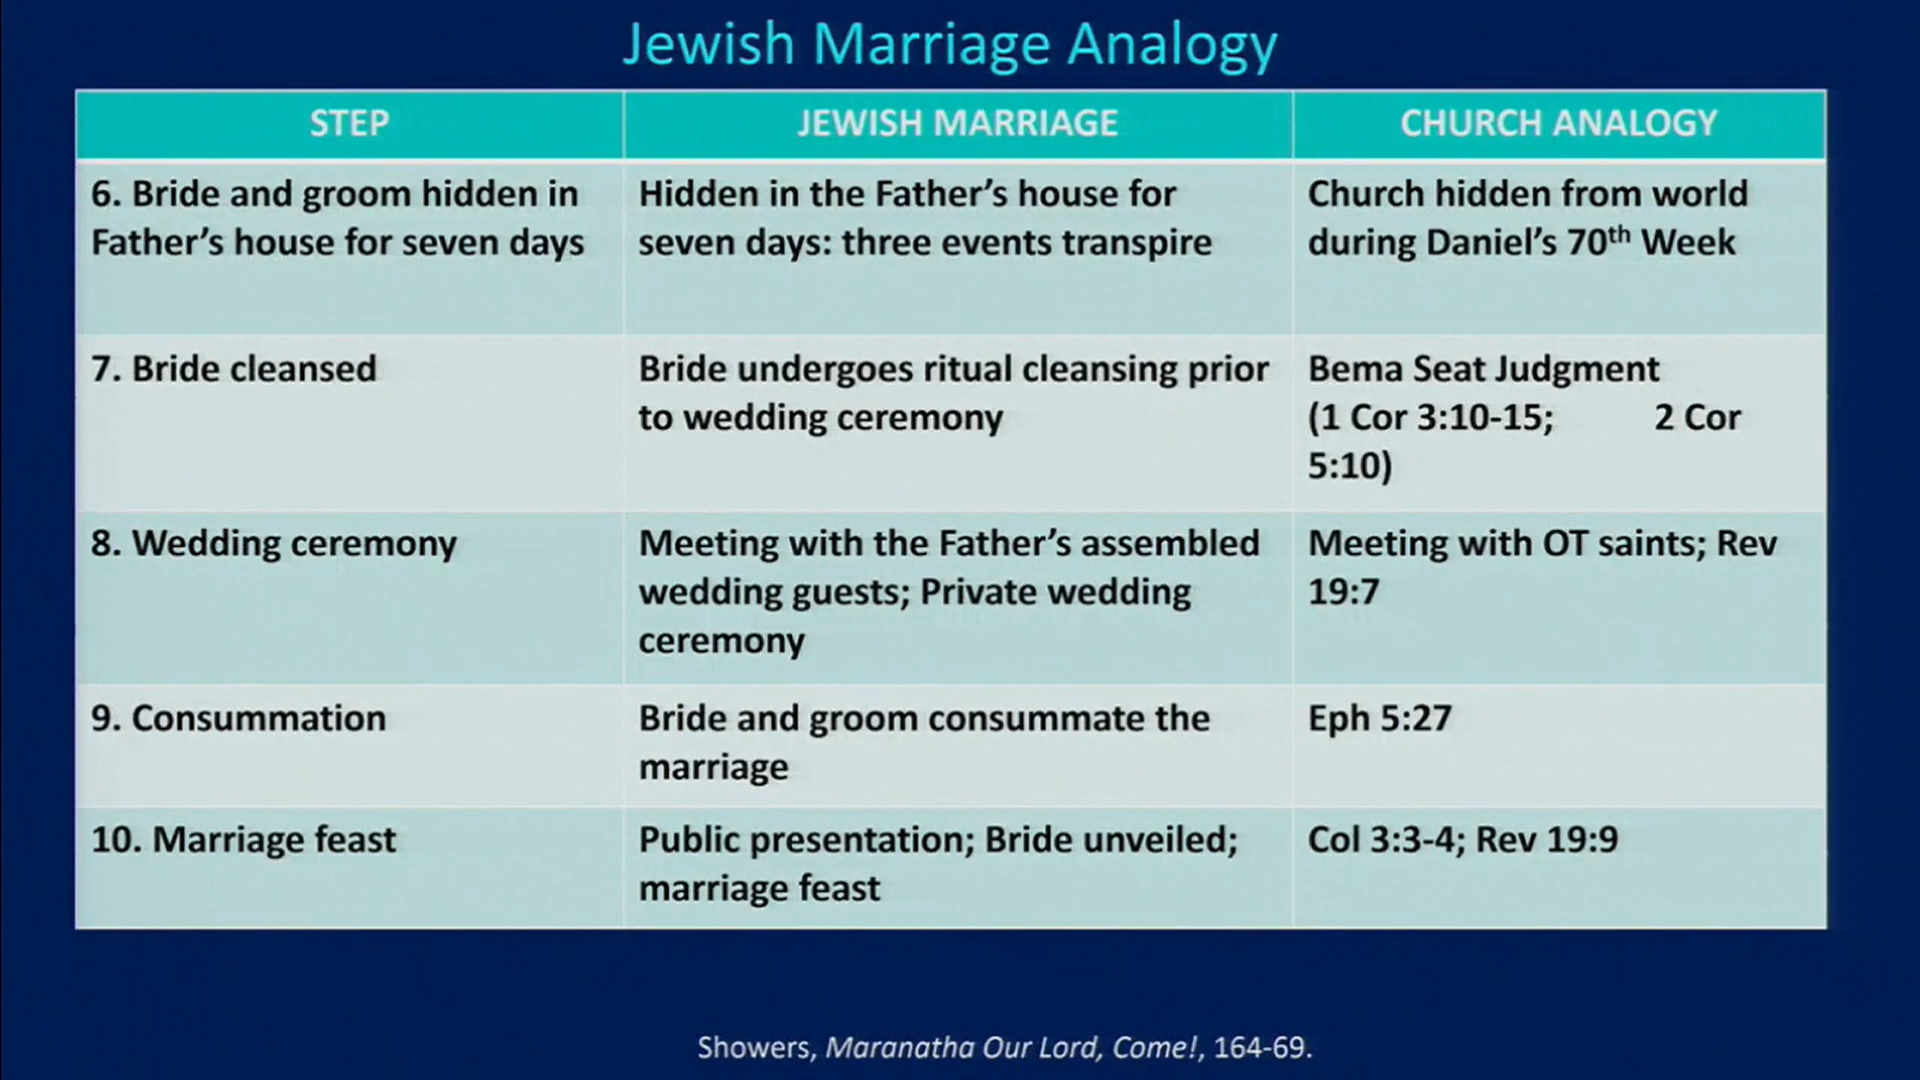 Jewish Marriage Analogy
STEP
JEWISH MARRIAGE
CHURCH ANALOGY
6. Bride and groom hidden in
Father’s house for seven days
Hidden in the Father’s house for
seven days: three events transpire
Church hidden from world
during Daniel’s 70th Week
7. Bride cleansed
Bride undergoes ritual cleansing prior
to wedding ceremony
Bema Seat Judgment
(1 Cor 3:10-15; 2 Cor
5:10)
8. Wedding ceremony
Meeting with the Father’s assembled
wedding guests; Private wedding
ceremony
Meeting with OT saints; Rev
19:7
9. Consummation
Bride and groom consummate the
marriage
Eph 5:27
10. Marriage feast
Public presentation; Bride unveiled;
marriage feast
Col 3:3-4; Rev 19:9
Showers, Maranatha Our Lord, Come!, 164-69.